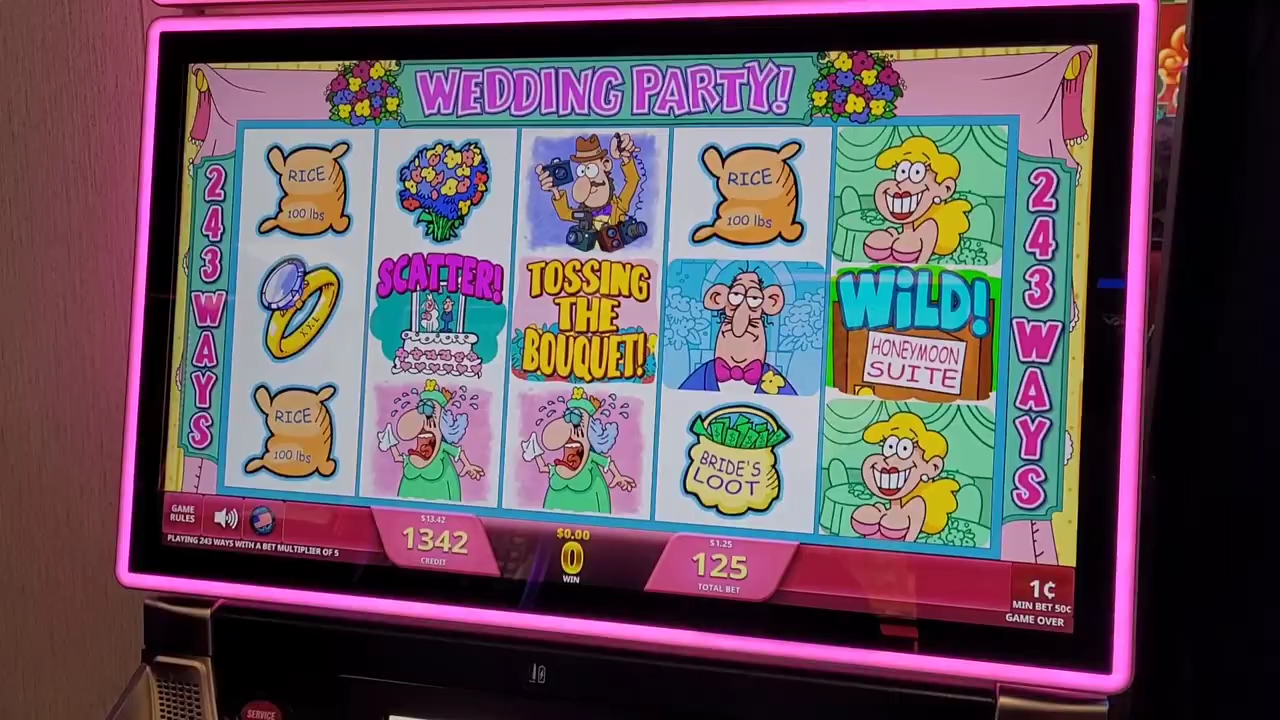 WEDDING PARTY!
243 WAYS
243 WAYS
RICE
100 lbs
RICE
100 lbs
XXL
SCATTER!
TOSSING
THE
BOUQUET!
WiLD!
HONEYMOON
SUITE
RICE
100 lbs
BRIDE'S
LOOT
GAME
RULES
PLAYING 243 WAYS WITH A BET MULTIPLIER OF 5
$13.42
1342
CREDIT
$0.00
0
WIN
$1.25
125
TOTAL BET
1¢
MIN BET 50¢
GAME OVER
SERVICE